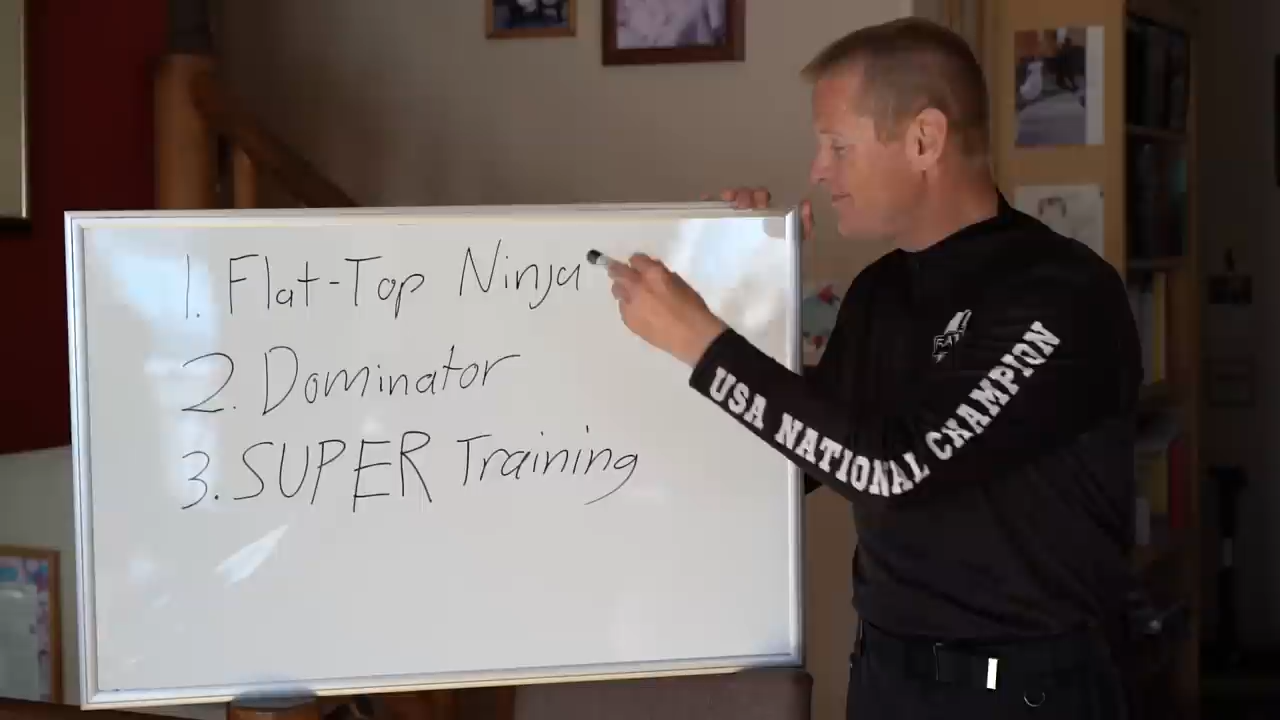 1. Flat-Top Ninja
2. Dominator
3. SUPER Training
USA NATIONAL CHAMPION